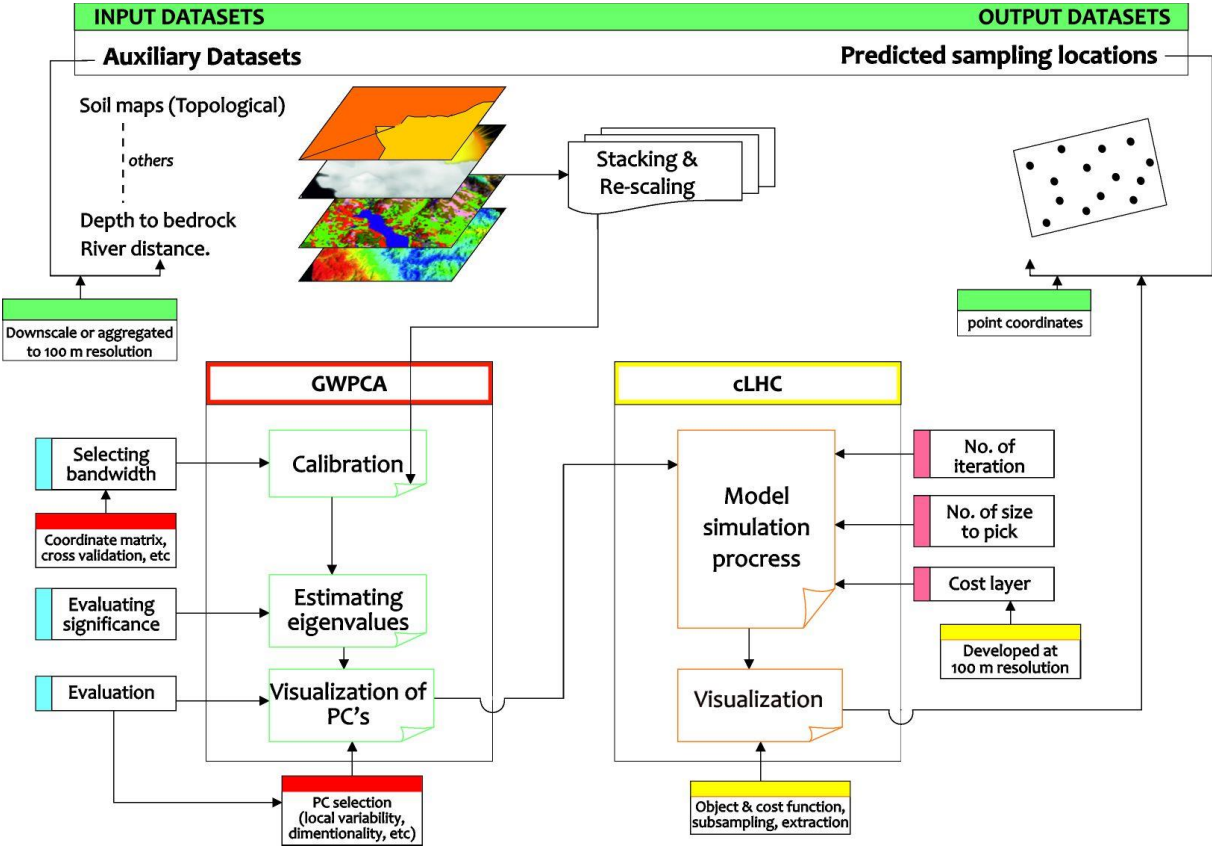 INPUT DATASETS
OUTPUT DATASETS
Auxiliary Datasets
Predicted sampling locations
Soil maps (Topological)
others
Depth to bedrock
River distance.
Stacking &
Re-scaling
Downscale or aggregated
to 100 m resolution
point coordinates
GWPCA
cLHC
Selecting
bandwidth
Calibration
Coordinate matrix,
cross validation, etc
Evaluating
significance
Estimating
eigenvalues
Evaluation
Visualization of
PC's
PC selection
(local variability,
dimentionality, etc)
Model
simulation
procress
No. of
iteration
No. of size
to pick
Cost layer
Developed at
100 m resolution
Visualization
Object & cost function,
subsampling, extraction